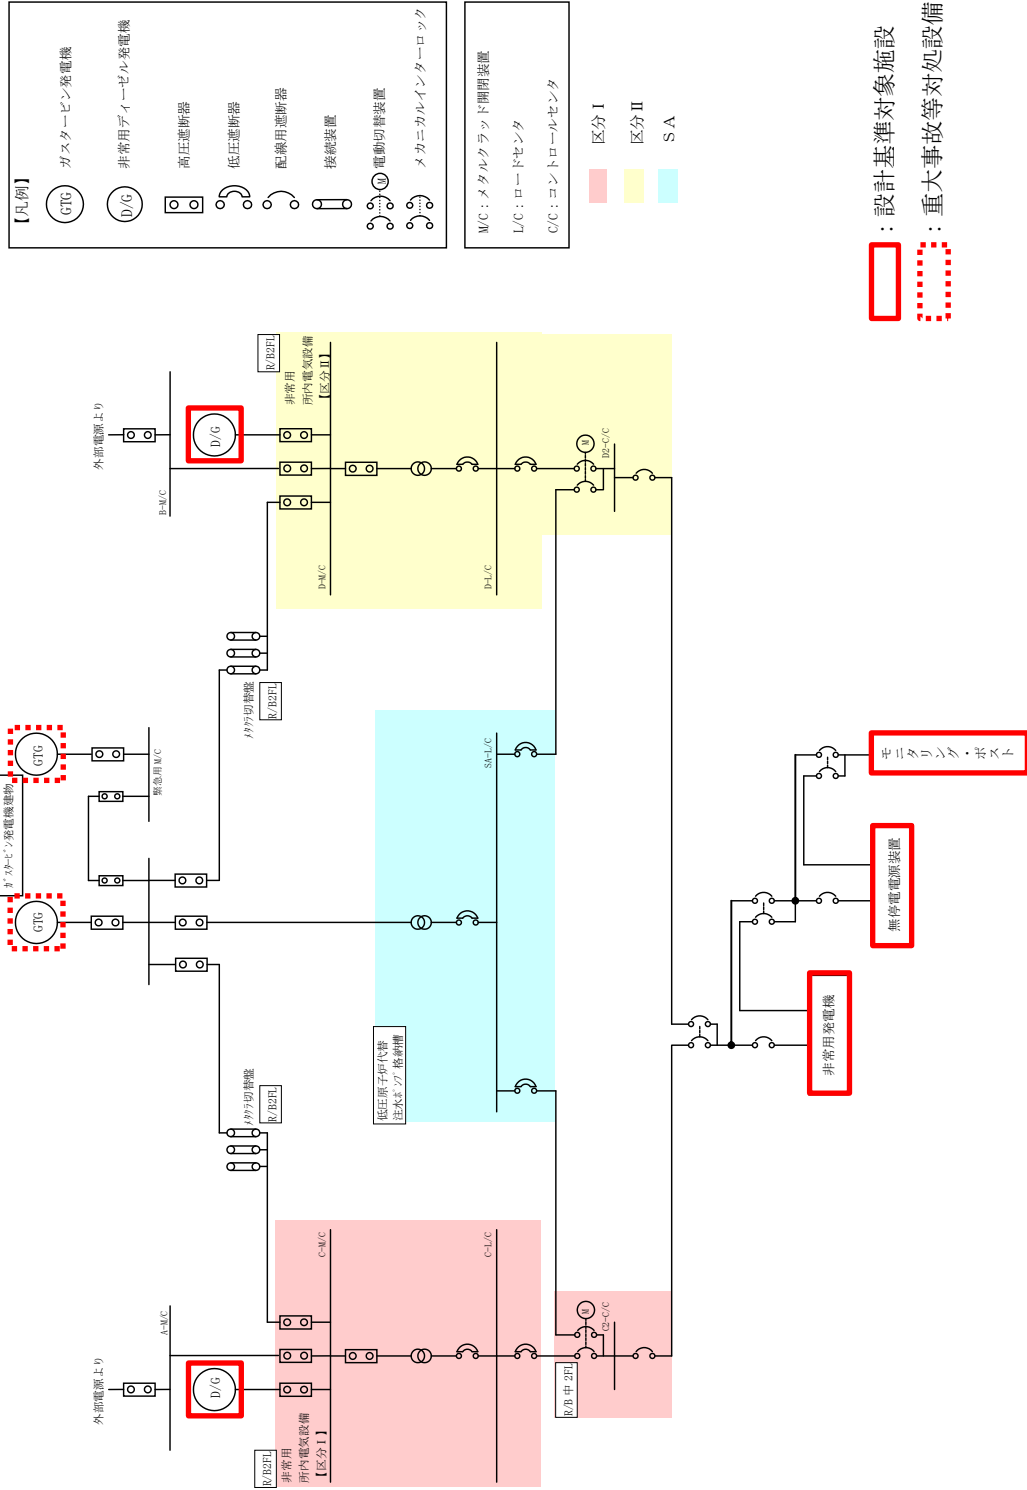 【凡例】
GTG
ガスタービン発電機
D/G
非常用ディーゼル発電機
高圧遮断器
低圧遮断器
配線用遮断器
接続装置
M
電動切替装置
メカニカルインターロック
M/C：メタルクラッド開閉装置
L/C：ロードセンタ
C/C：コントロールセンタ
区分Ⅰ
区分Ⅱ
SA
：設計基準対象施設
：重大事故等対処設備
外部電源より
A-M/C
D/G
R/B2FL
非常用
所内電気設備
【区分Ⅰ】
C-M/C
C-L/C
R/B 中 2FL
M
C2-C/C
メタクラ切替盤
R/B2FL
ｶﾞｽﾀｰﾋﾞﾝ発電機建物
GTG
GTG
緊急用 M/C
低圧原子炉代替
注水ﾎﾟﾝﾌﾟ格納槽
SA-L/C
メタクラ切替盤
R/B2FL
外部電源より
B-M/C
D/G
R/B2FL
非常用
所内電気設備
【区分Ⅱ】
D-M/C
D-L/C
M
D2-C/C
非常用発電機
無停電電源装置
モニタリング・ポスト